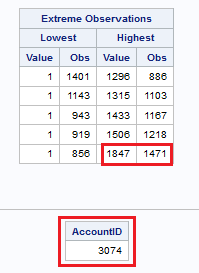 Extreme Observations
Lowest Highest
Value Obs Value Obs
1 1401 1296 886
1 1143 1315 1103
1 943 1433 1167
1 919 1506 1218
1 856 1847 1471
AccountID
3074